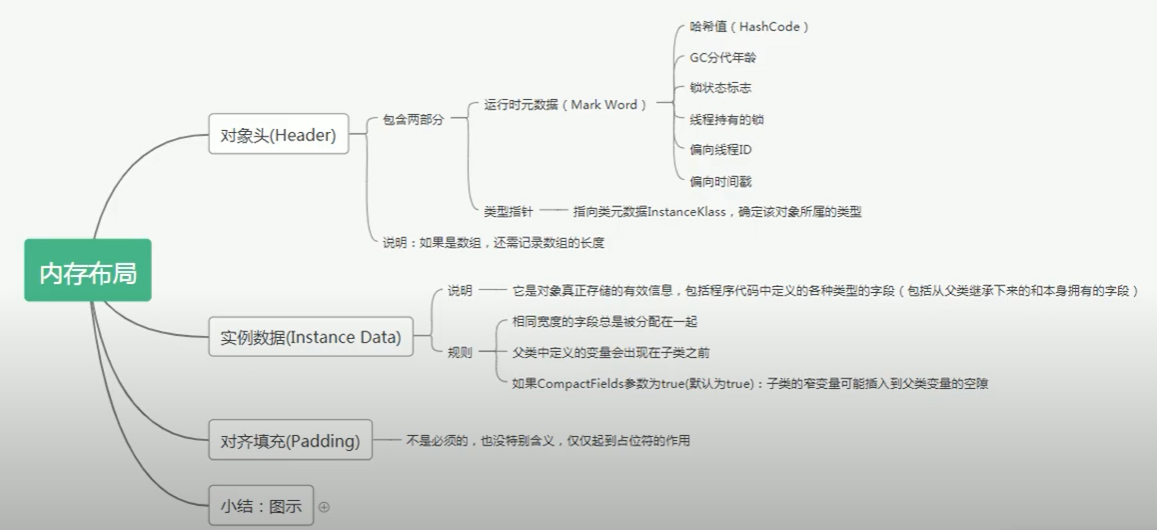 内存布局
对象头(Header)
包含两部分
运行时元数据（Mark Word）
哈希值（HashCode）
GC分代年龄
锁状态标志
线程持有的锁
偏向线程ID
偏向时间戳
类型指针
指向类元数据InstanceKlass，确定该对象所属的类型
说明：如果是数组，还需记录数组的长度
实例数据(Instance Data)
说明
它是对象真正存储的有效信息，包括程序代码中定义的各种类型的字段（包括从父类继承下来的和本身拥有的字段）
规则
相同宽度的字段总是被分配在一起
父类中定义的变量会出现在子类之前
如果CompactFields参数为true(默认为true)：子类的窄变量可能插入到父类变量的空隙
对齐填充(Padding)
不是必须的，也没特别含义，仅仅起到占位符的作用
小结：图示